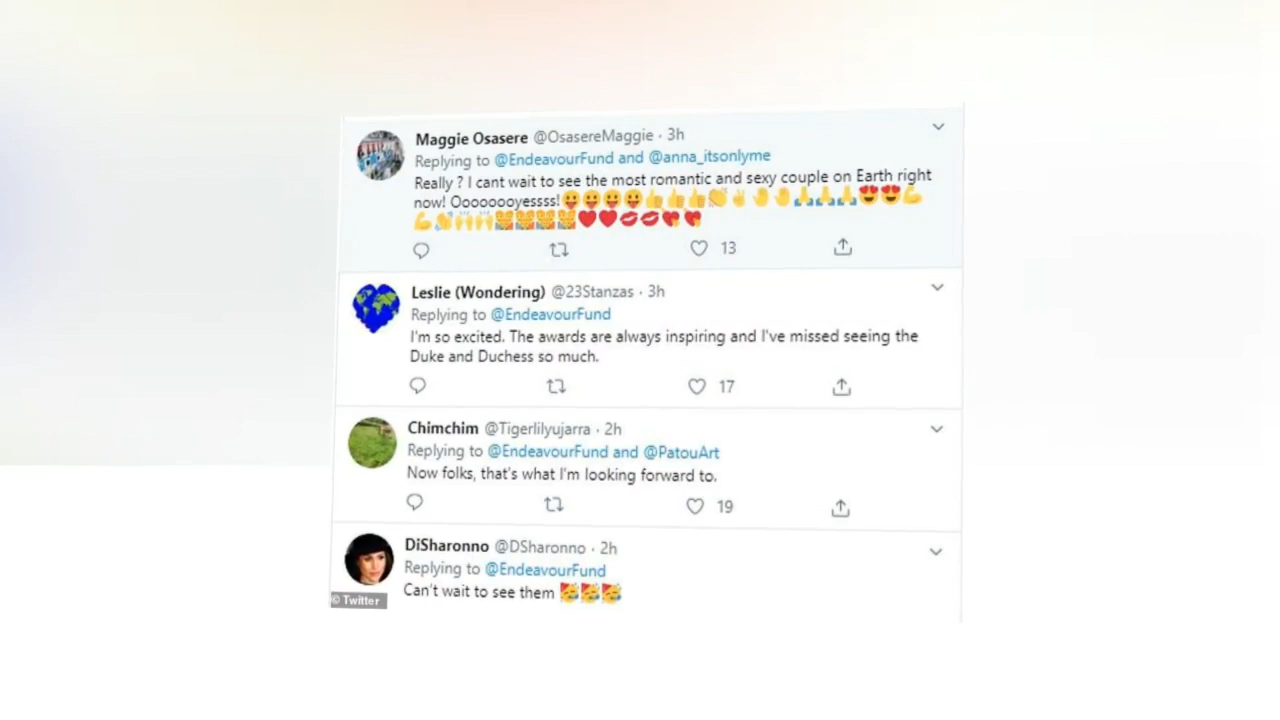 Maggie Osasere @OsasereMaggie · 3h
Replying to @EndeavourFund and @anna_itsonlyme
Really ? I cant wait to see the most romantic and sexy couple on Earth right
now! Oooooooyessss!😛😛😛😛👍👍👍👏✌🤚🤚🙏🙏🙏😍😍💪
💪👏🙌🙌🎊🎊🎊🎊❤❤💋💋💘💘
13
Leslie (Wondering) @23Stanzas · 3h
Replying to @EndeavourFund
I'm so excited. The awards are always inspiring and I've missed seeing the
Duke and Duchess so much.
17
Chimchim @Tigerlilyujarra · 2h
Replying to @EndeavourFund and @PatouArt
Now folks, that's what I'm looking forward to.
19
DiSharonno @DSharonno · 2h
Replying to @EndeavourFund
Can't wait to see them 🥳🥳🥳
© Twitter